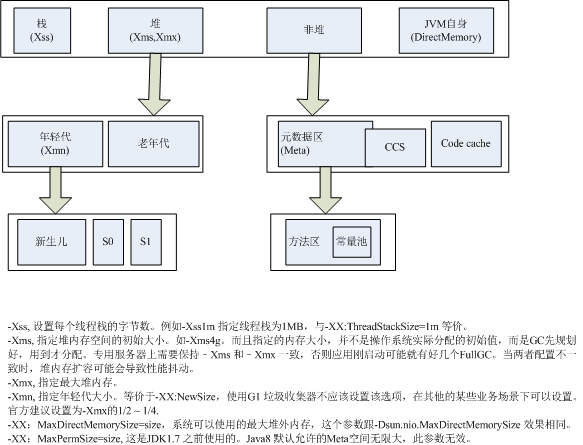 栈
(Xss)
堆
(Xms,Xmx)
非堆
JVM自身
(DirectMemory)
年轻代
(Xmn)
老年代
元数据区
(Meta)
CCS
Code cache
新生儿
S0
S1
方法区
常量池
-Xss, 设置每个线程栈的字节数。例如-Xss1m 指定线程栈为1MB，与-XX:ThreadStackSize=1m 等价。
-Xms, 指定堆内存空间的初始大小。如-Xms4g。而且指定的内存大小，并不是操作系统实际分配的初始值，而是GC先规划
好，用到才分配。专用服务器上需要保持 – Xms 和 – Xmx 一致，否则应用刚启动可能就有好几个FullGC。当两者配置不一
致时，堆内存扩容可能会导致性能抖动。
-Xmx, 指定最大堆内存。
-Xmn, 指定年轻代大小。等价于-XX:NewSize，使用G1 垃圾收集器不应该设置该选项，在其他的某些业务场景下可以设置。
官方建议设置为-Xmx的1/2 ~ 1/4.
-XX：MaxDirectMemorySize=size，系统可以使用的最大堆外内存，这个参数跟-Dsun.nio.MaxDirectMemorySize 效果相同。
-XX：MaxPermSize=size, 这是JDK1.7 之前使用的。Java8 默认允许的Meta空间无限大，此参数无效。